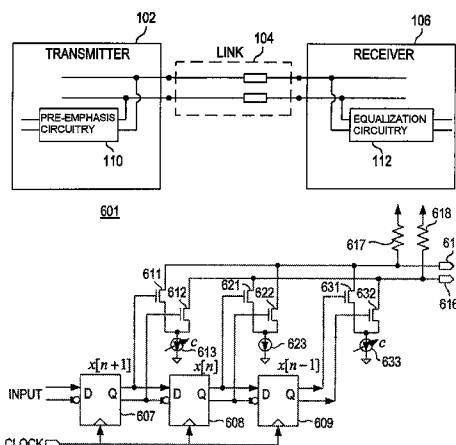 102
104
106
TRANSMITTER
LINK
RECEIVER
PRE-EMPHASIS
CIRCUITRY
EQUALIZATION
CIRCUITRY
110
112
601
618
617
61
616
611
612
621
622
631
632
c
613
623
c
633
x[n+1]
x[n]
x[n-1]
INPUT
D Q
D Q
D Q
607
608
609
CLOCK